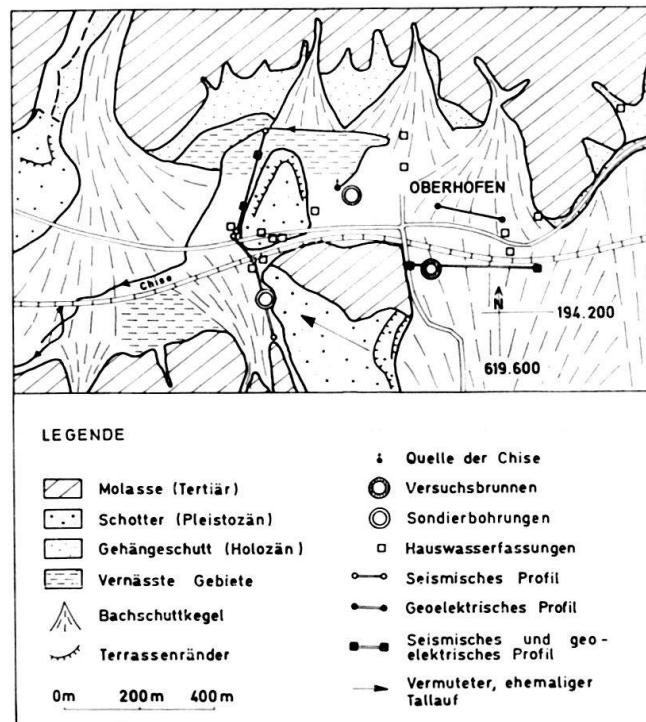 OBERHOFEN
Chise
N
194.200
619.600
LEGENDE
Molasse (Tertiär)
Schotter (Pleistozän)
Gehängeschutt (Holozän)
Vernässte Gebiete
Bachschuttkegel
Terrassenränder
0m 200m 400m
Quelle der Chise
Versuchsbrunnen
Sondierbohrungen
Hauswasserfassungen
Seismisches Profil
Geoelektrisches Profil
Seismisches und geo-
elektrisches Profil
Vermuteter, ehemaliger
Tallauf